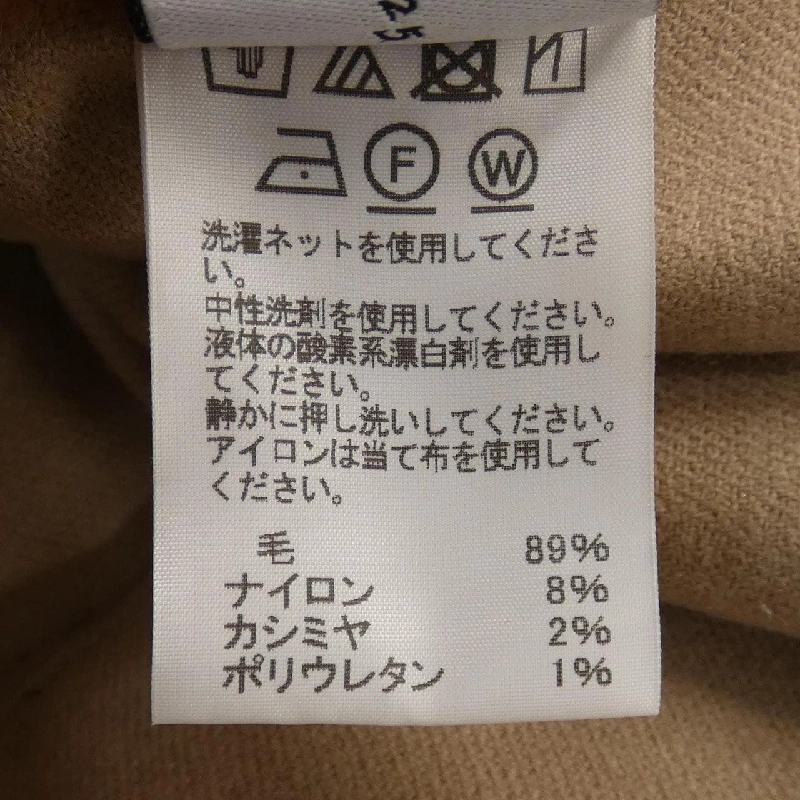 2-5
F W
洗濯ネットを使用してくださ
い。
中性洗剤を使用してください。
液体の酸素系漂白剤を使用し
てください。
静かに押し洗いしてください。
アイロンは当て布を使用して
ください。
毛 89%
ナイロン 8%
カシミヤ 2%
ポリウレタン 1%